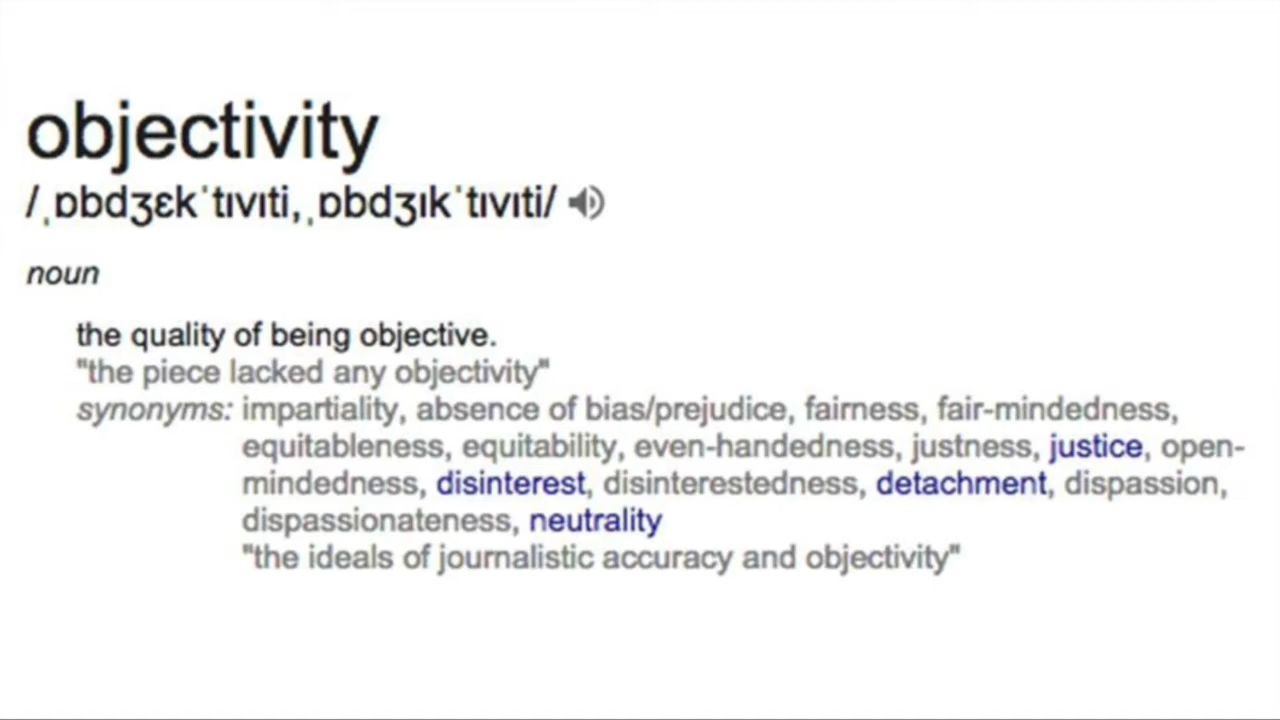 objectivity
/ˌɒbdʒɛkˈtɪvɪti,ˌɒbdʒɪkˈtɪvɪti/
noun
the quality of being objective.
"the piece lacked any objectivity"
synonyms: impartiality, absence of bias/prejudice, fairness, fair-mindedness,
equitableness, equitability, even-handedness, justness, justice, open-
mindedness, disinterest, disinterestedness, detachment, dispassion,
dispassionateness, neutrality
"the ideals of journalistic accuracy and objectivity"